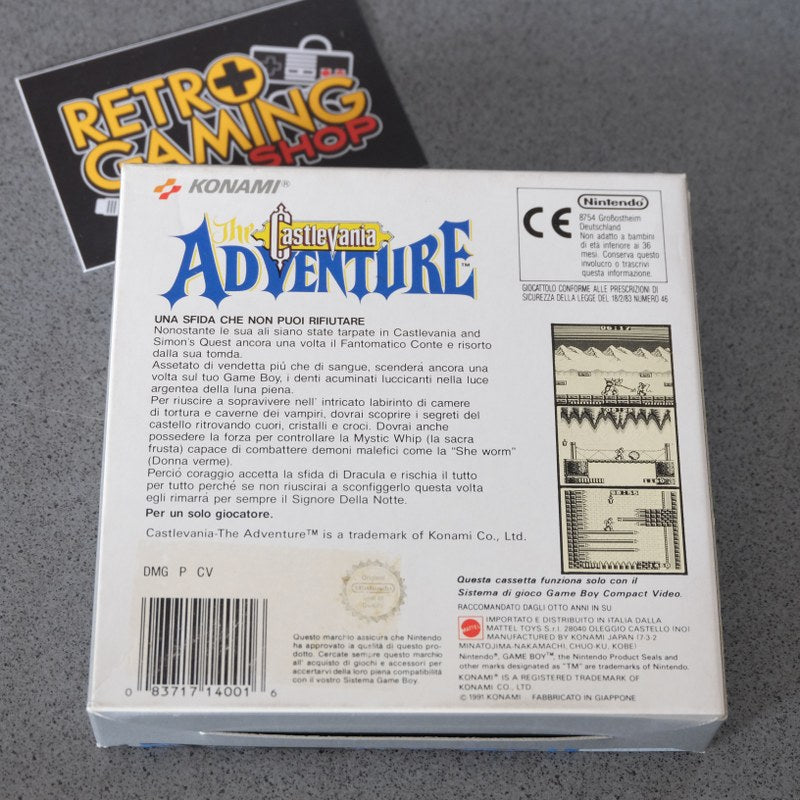 RETRO
GAMING
SHOP
KONAMI®
The Castlevania
ADVENTURE™
UNA SFIDA CHE NON PUOI RIFIUTARE
Nonostante le sua ali siano state tarpate in Castlevania and
Simon's Quest ancora una volta il Fantomatico Conte e risorto
dalla sua tomda.
Assetato di vendetta piú che di sangue, scenderá ancora una
volta sul tuo Game Boy, i denti acuminati luccicanti nella luce
argentea della luna piena.
Per riuscire a sopravivere nell' intricato labirinto di camere
di tortura e caverne dei vampiri, dovrai scoprire i segreti del
castello ritrovando cuori, cristalli e croci. Dovrai anche
possedere la forza per controllare la Mystic Whip (la sacra
frusta) capace di combattere demoni malefici come la "She worm"
(Donna verme).
Perció coraggio accetta la sfida di Dracula e rischia il tutto
per tutto perché se non riuscirai a sconfiggerlo questa volta
egli rimarrá per sempre il Signore Della Notte.
Per un solo giocatore.
Castlevania-The Adventure™ is a trademark of Konami Co., Ltd.
CE
Nintendo®
8754 Großostheim
Deutschland
Non adatto a bambini
di età inferiore ai 36
mesi. Conserva questo
involucro o trascrivi
questa informazione.
GIOCATTOLO CONFORME ALLE PRESCRIZIONI DI
SICUREZZA DELLA LEGGE DEL 18/2/83 NUMERO 46
DMG P CV
0 83717 14001 6
Original
Nintendo
Seal of
Quality
Questo marchio assicura che Nintendo
ha approvato la qualità di questo pro-
dotto. Cercate sempre questo marchio
all' acquisto di giochi e accessori per
accertarvi della loro piena compatibilità
con il vostro Sistema Game Boy.
Questa cassetta funziona solo con il
Sistema di gioco Game Boy Compact Video.
RACCOMANDATO DAGLI OTTO ANNI IN SU
MATTEL
IMPORTATO E DISTRIBUITO IN ITALIA DALLA
MATTEL TOYS S.r.l. 28040 OLEGGIO CASTELLO (NO)
MANUFACTURED BY KONAMI JAPAN (7-3-2
MINATOJIMA-NAKAMACHI, CHUO-KU, KOBE)
Nintendo®, GAME BOY™, the Nintendo Product Seals and
other marks designated as "TM" are trademarks of Nintendo.
KONAMI® IS A REGISTERED TRADEMARK OF
KONAMI CO., LTD.
© 1991 KONAMI FABBRICATO IN GIAPPONE